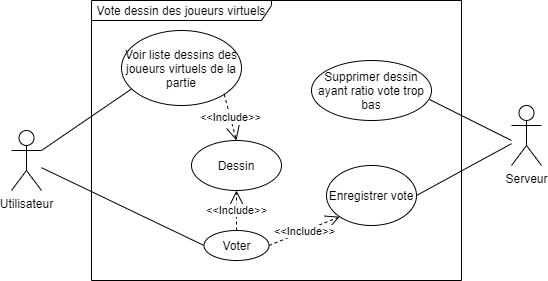 Vote dessin des joueurs virtuels
Voir liste dessins des
joueurs virtuels de la
partie
Supprimer dessin
ayant ratio vote trop
bas
<<Include>>
Dessin
Utilisateur
Serveur
Enregistrer vote
<<Include>>
<<Include>>
Voter